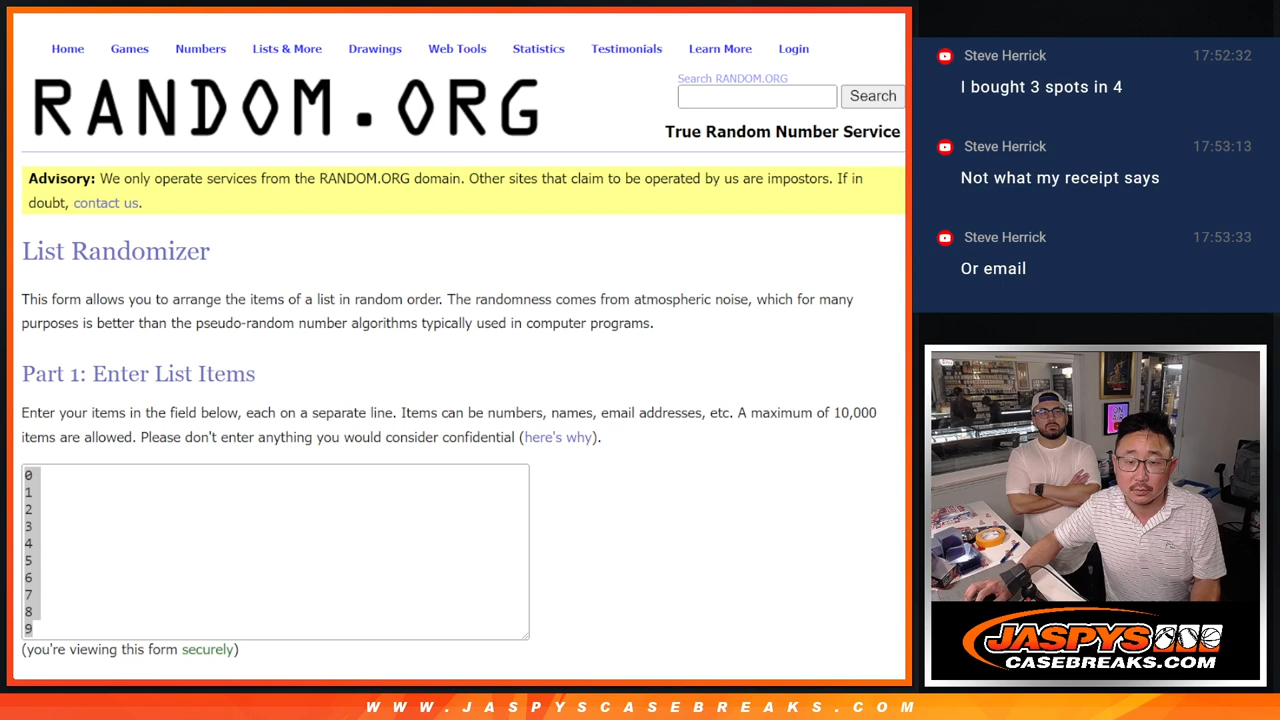 Home Games Numbers Lists & More Drawings Web Tools Statistics Testimonials Learn More Login
RANDOM.ORG
Search RANDOM.ORG
Search
True Random Number Service
Advisory: We only operate services from the RANDOM.ORG domain. Other sites that claim to be operated by us are impostors. If in
doubt, contact us.
List Randomizer
This form allows you to arrange the items of a list in random order. The randomness comes from atmospheric noise, which for many
purposes is better than the pseudo-random number algorithms typically used in computer programs.
Part 1: Enter List Items
Enter your items in the field below, each on a separate line. Items can be numbers, names, email addresses, etc. A maximum of 10,000
items are allowed. Please don't enter anything you would consider confidential (here's why).
0
1
2
3
4
5
6
7
8
9
(you're viewing this form securely)
Steve Herrick 17:52:32
I bought 3 spots in 4
Steve Herrick 17:53:13
Not what my receipt says
Steve Herrick 17:53:33
Or email
JASPYS
CASEBREAKS.COM
WWW.JASPYSCASEBREAKS.COM